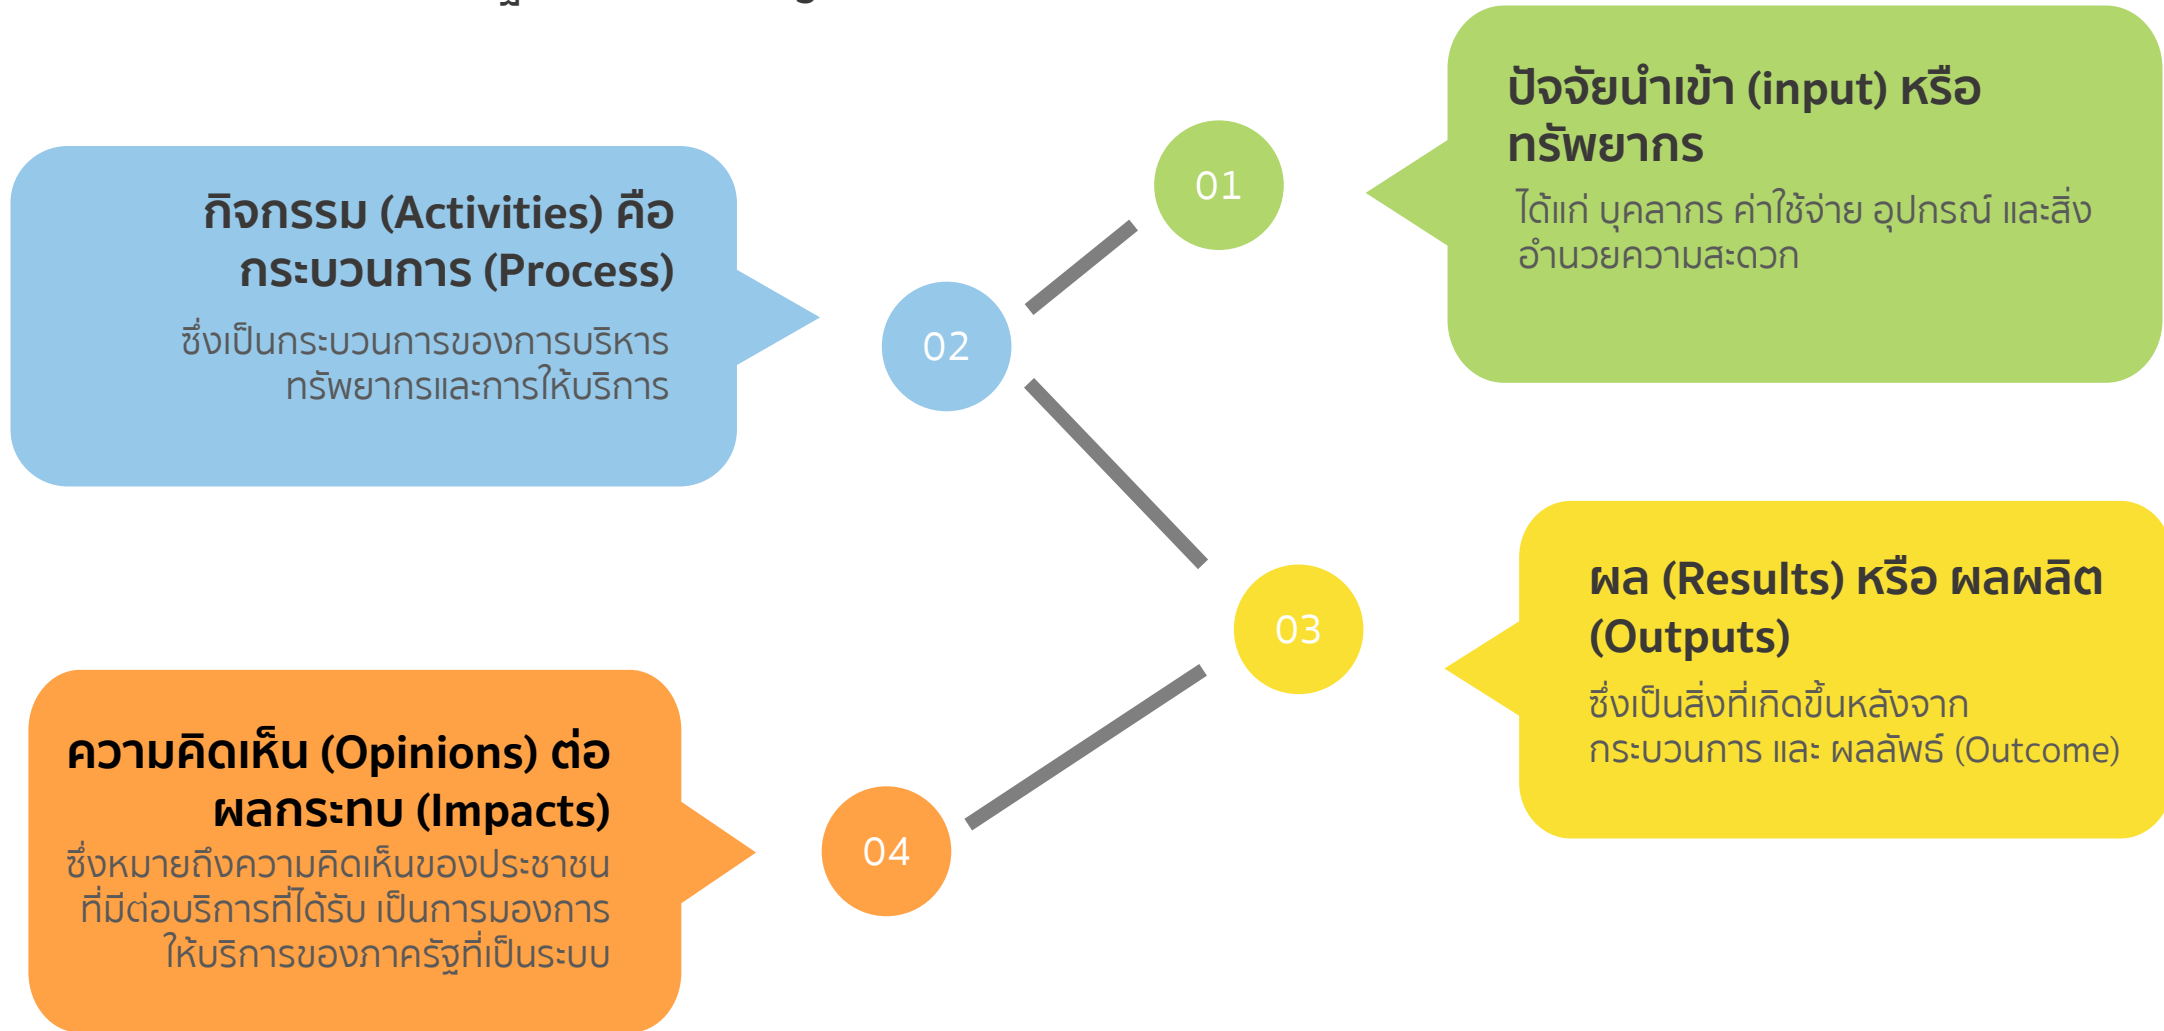 01
ปัจจัยนำเข้า (input) หรือ
ทรัพยากร
ได้แก่ บุคลากร ค่าใช้จ่าย อุปกรณ์ และสิ่ง
อำนวยความสะดวก
02
กิจกรรม (Activities) คือ
กระบวนการ (Process)
ซึ่งเป็นกระบวนการของการบริหาร
ทรัพยากรและการให้บริการ
03
ผล (Results) หรือ ผลผลิต
(Outputs)
ซึ่งเป็นสิ่งที่เกิดขึ้นหลังจาก
กระบวนการ และ ผลลัพธ์ (Outcome)
04
ความคิดเห็น (Opinions) ต่อ
ผลกระทบ (Impacts)
ซึ่งหมายถึงความคิดเห็นของประชาชน
ที่มีต่อบริการที่ได้รับ เป็นการมองการ
ให้บริการของภาครัฐที่เป็นระบบ